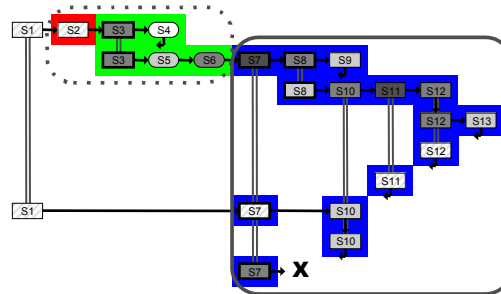 S1 S2 S3 S4
S3 S5 S6 S7 S8 S9
S8 S10 S11 S12
S12 S13
S12
S11
S1 S7 S10
S10
S7 X